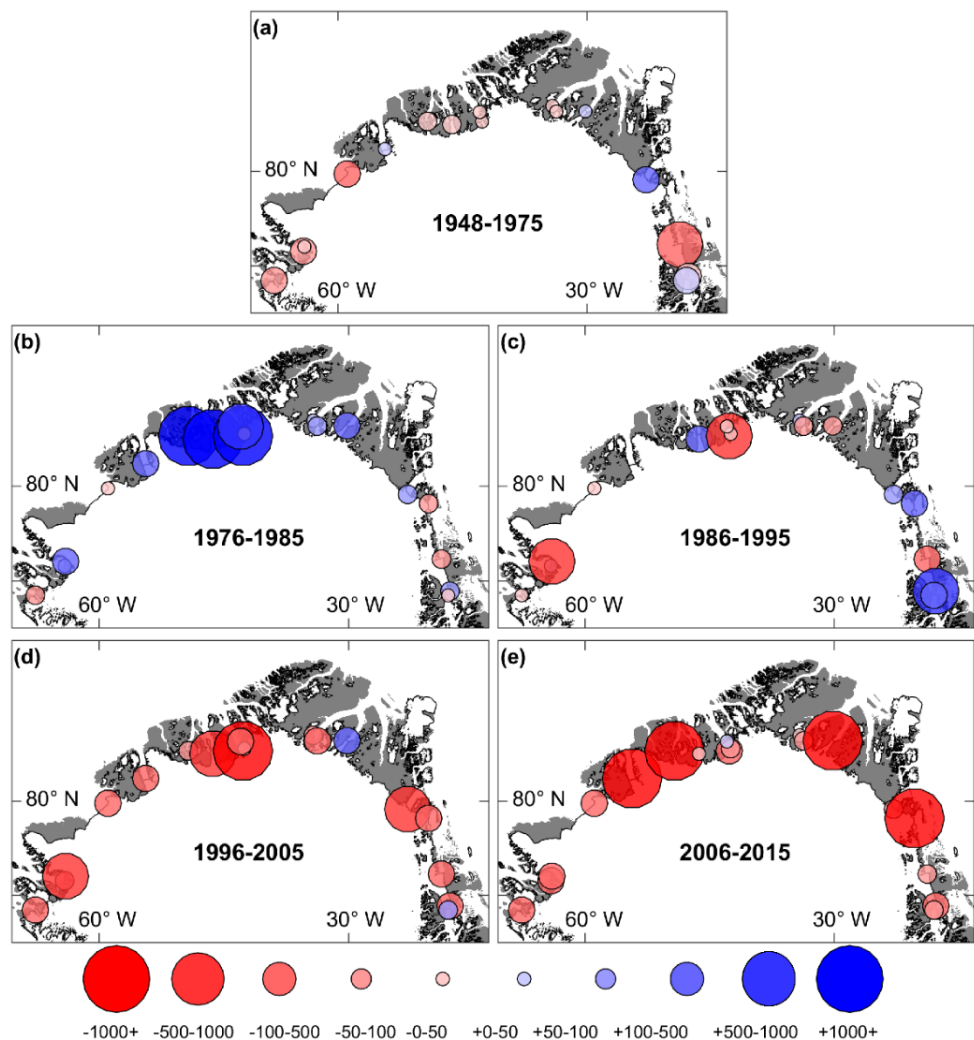 (a)
80° N
1948-1975
60° W
30° W
(b)
80° N
1976-1985
60° W
30° W
(c)
80° N
1986-1995
60° W
30° W
(d)
80° N
1996-2005
60° W
30° W
(e)
80° N
2006-2015
60° W
30° W
-1000+ -500-1000 -100-500 -50-100 -0-50 +0-50 +50-100 +100-500 +500-1000 +1000+